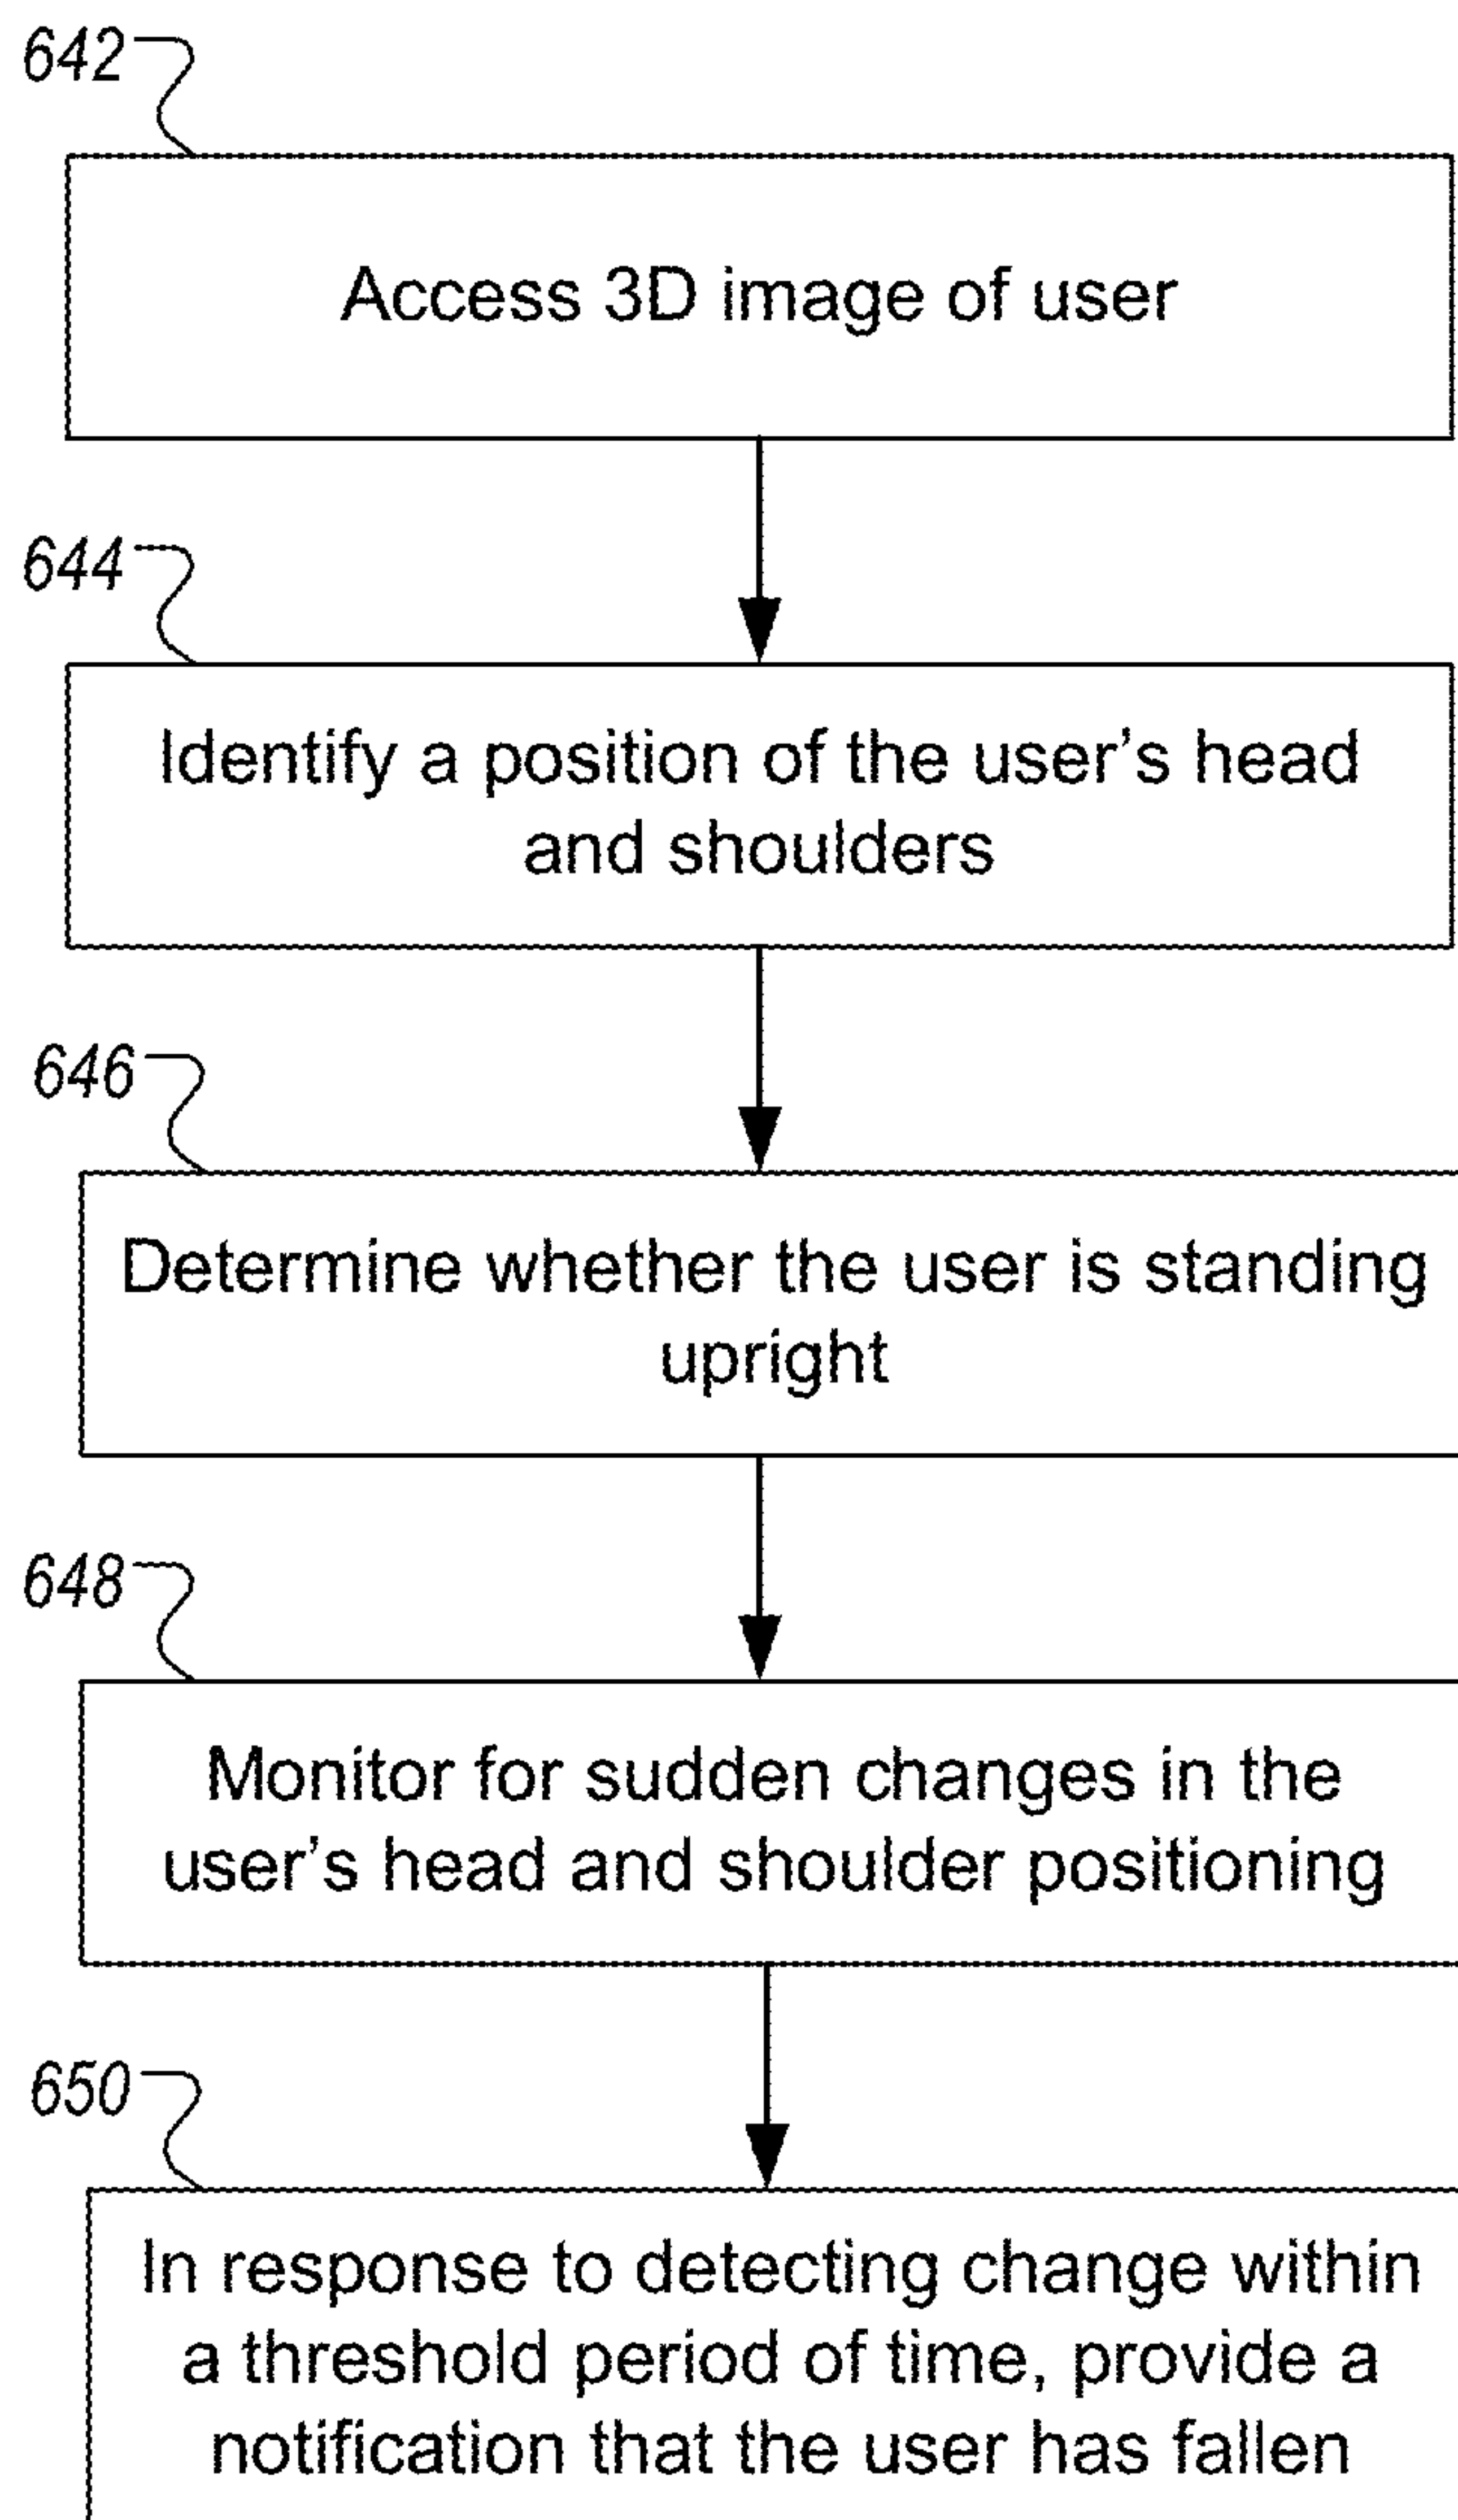 642
Access 3D image of user
644
Identify a position of the user’s head
and shoulders
646
Determine whether the user is standing
upright
648
Monitor for sudden changes in the
user’s head and shoulder positioning
650
In response to detecting change within
a threshold period of time, provide a
notification that the user has fallen